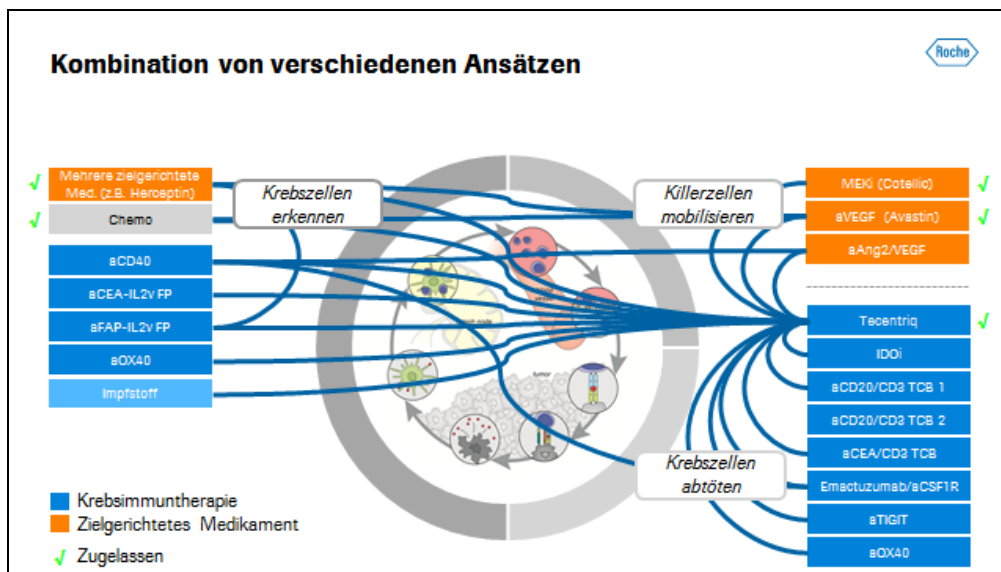 Kombination von verschiedenen Ansätzen
Roche
√
Mehrere zielgerichtete
Med. (z.B. Herceptin)
√
Chemo
aCD40
aCEA-IL2v FP
aFAP-IL2v FP
aOX40
Impfstoff
Krebszellen
erkennen
Killerzellen
mobilisieren
Krebszellen
abtöten
tumor
MEKi (Cotellic)
√
aVEGF (Avastin)
√
aAng2/VEGF
Tecentriq
√
IDOi
aCD20/CD3 TCB 1
aCD20/CD3 TCB 2
aCEA/CD3 TCB
Emactuzumab/aCSF1R
aTIGIT
aOX40
Krebsimmuntherapie
Zielgerichtetes Medikament
√ Zugelassen